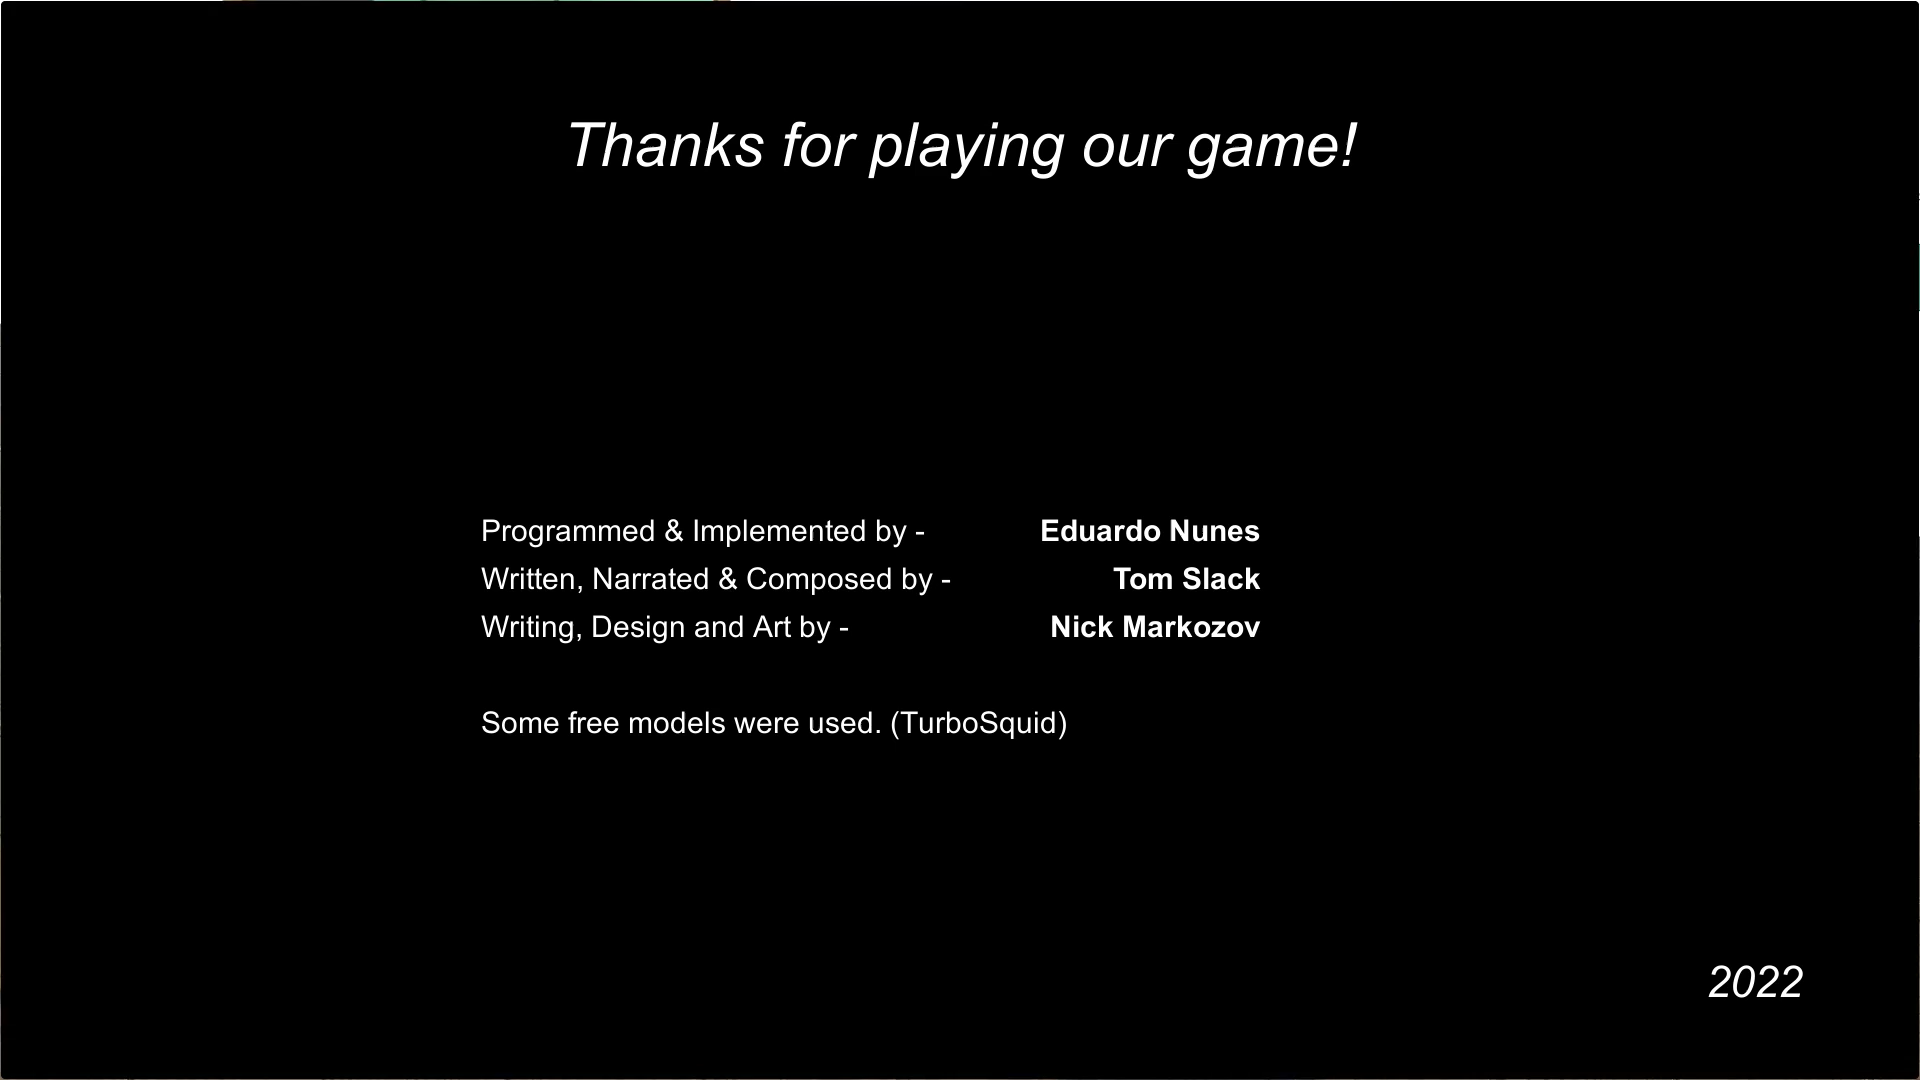 Thanks for playing our game!
Programmed & Implemented by - Eduardo Nunes
Written, Narrated & Composed by - Tom Slack
Writing, Design and Art by - Nick Markozov
Some free models were used. (TurboSquid)
2022